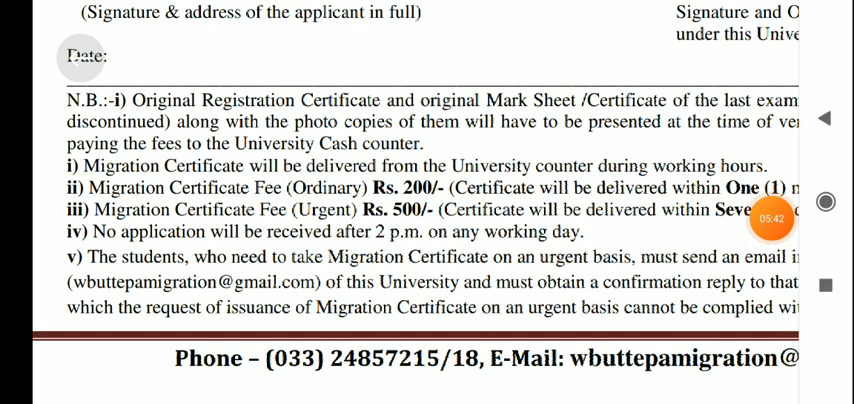 (Signature & address of the applicant in full)
Signature and O
under this Unive
Date:
N.B.:-i) Original Registration Certificate and original Mark Sheet /Certificate of the last exam
discontinued) along with the photo copies of them will have to be presented at the time of ver
paying the fees to the University Cash counter.
i) Migration Certificate will be delivered from the University counter during working hours.
ii) Migration Certificate Fee (Ordinary) Rs. 200/- (Certificate will be delivered within One (1)
iii) Migration Certificate Fee (Urgent) Rs. 500/- (Certificate will be delivered within Seve
05:42
iv) No application will be received after 2 p.m. on any working day.
v) The students, who need to take Migration Certificate on an urgent basis, must send an email i
(wbuttepamigration@gmail.com) of this University and must obtain a confirmation reply to that
which the request of issuance of Migration Certificate on an urgent basis cannot be complied wi
Phone – (033) 24857215/18, E-Mail: wbuttepamigration@